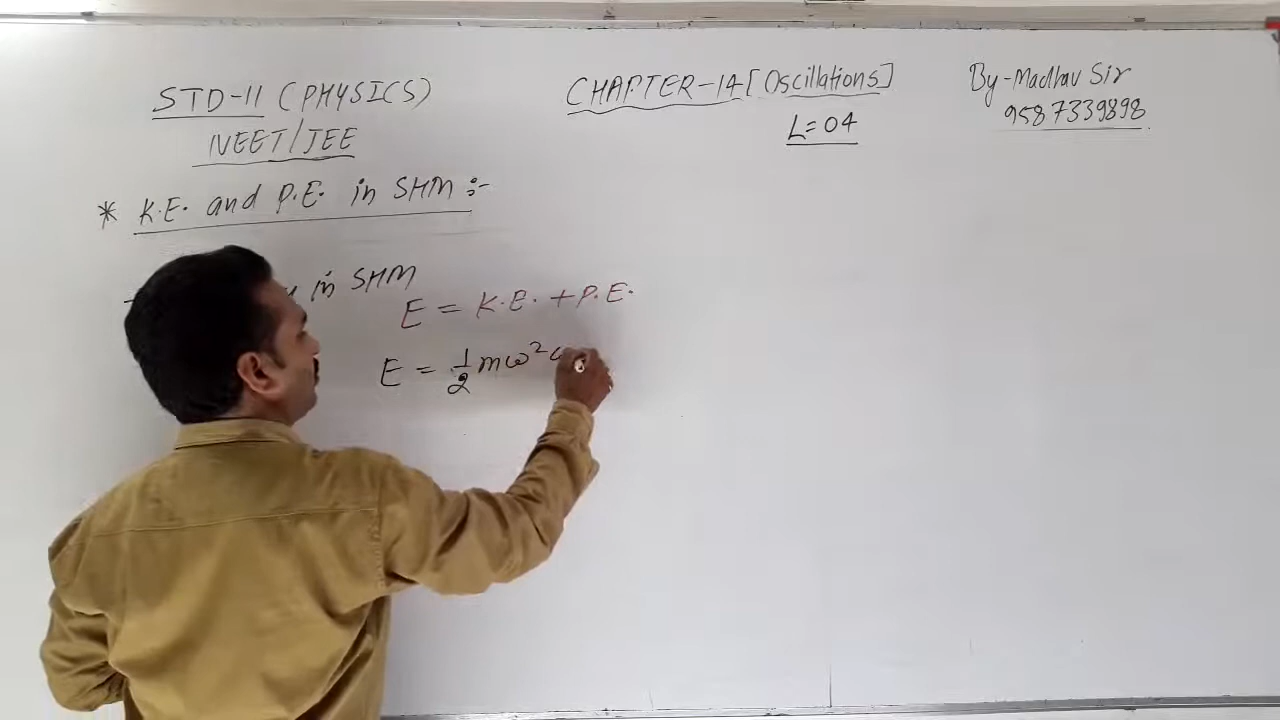 STD-11 (PHYSICS)
NEET/JEE
CHAPTER-14 [Oscillations]
L=04
By-Madhav Sir
9587339898
* K.E. and P.E. in SHM :-
in SHM
E = K.E. + P.E.
E = 1/2 mω²